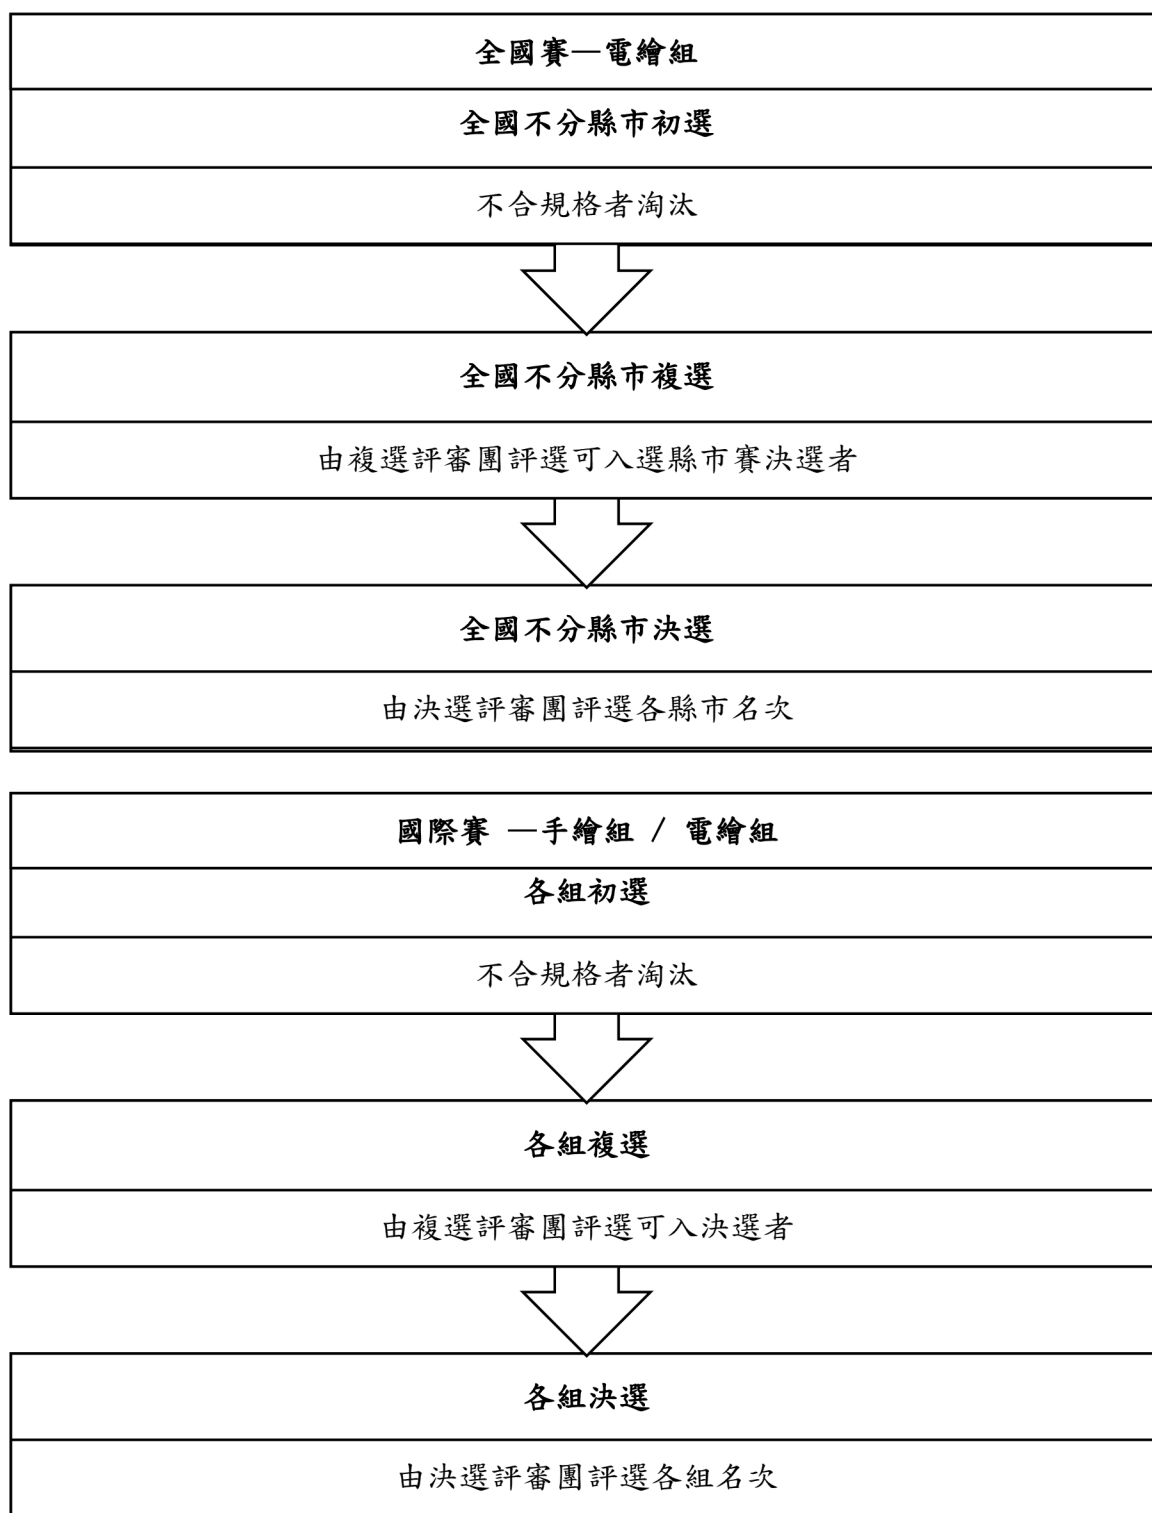 全國賽—電繪組
全國不分縣市初選
不合規格者淘汰
全國不分縣市複選
由複選評審團評選可入選縣市賽決選者
全國不分縣市決選
由決選評審團評選各縣市名次
國際賽 —手繪組 / 電繪組
各組初選
不合規格者淘汰
各組複選
由複選評審團評選可入決選者
各組決選
由決選評審團評選各組名次